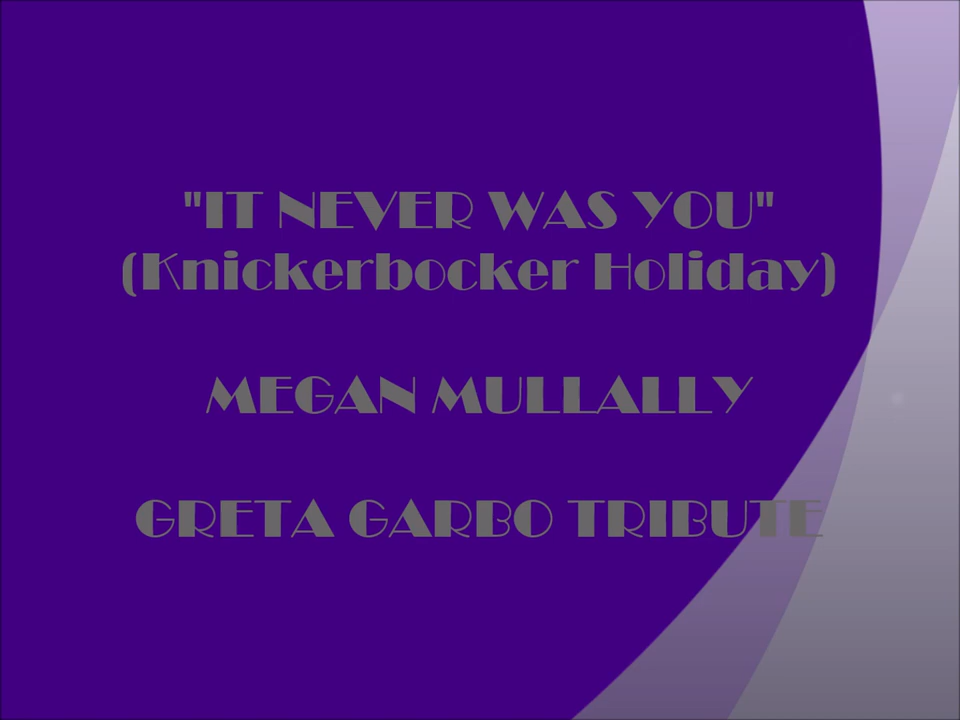 "IT NEVER WAS YOU"
(Knickerbocker Holiday)
MEGAN MULLALLY
GRETA GARBO TRIBUTE